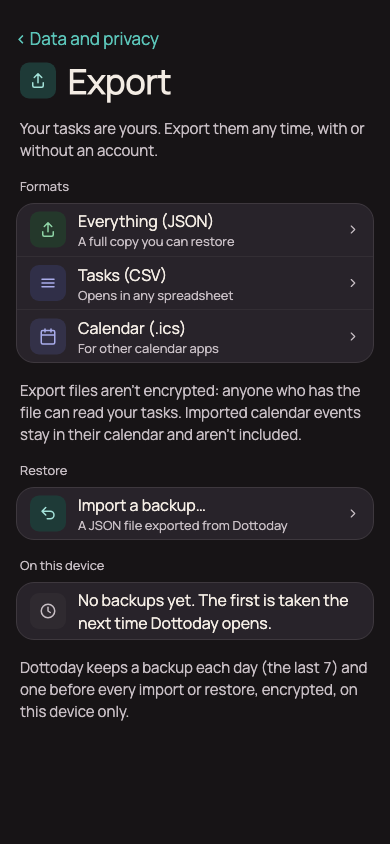 Data and privacy
Export
Your tasks are yours. Export them any time, with or
without an account.
Formats
Everything (JSON)
A full copy you can restore
Tasks (CSV)
Opens in any spreadsheet
Calendar (.ics)
For other calendar apps
Export files aren't encrypted: anyone who has the
file can read your tasks. Imported calendar events
stay in their calendar and aren't included.
Restore
Import a backup…
A JSON file exported from Dottoday
On this device
No backups yet. The first is taken the
next time Dottoday opens.
Dottoday keeps a backup each day (the last 7) and
one before every import or restore, encrypted, on
this device only.